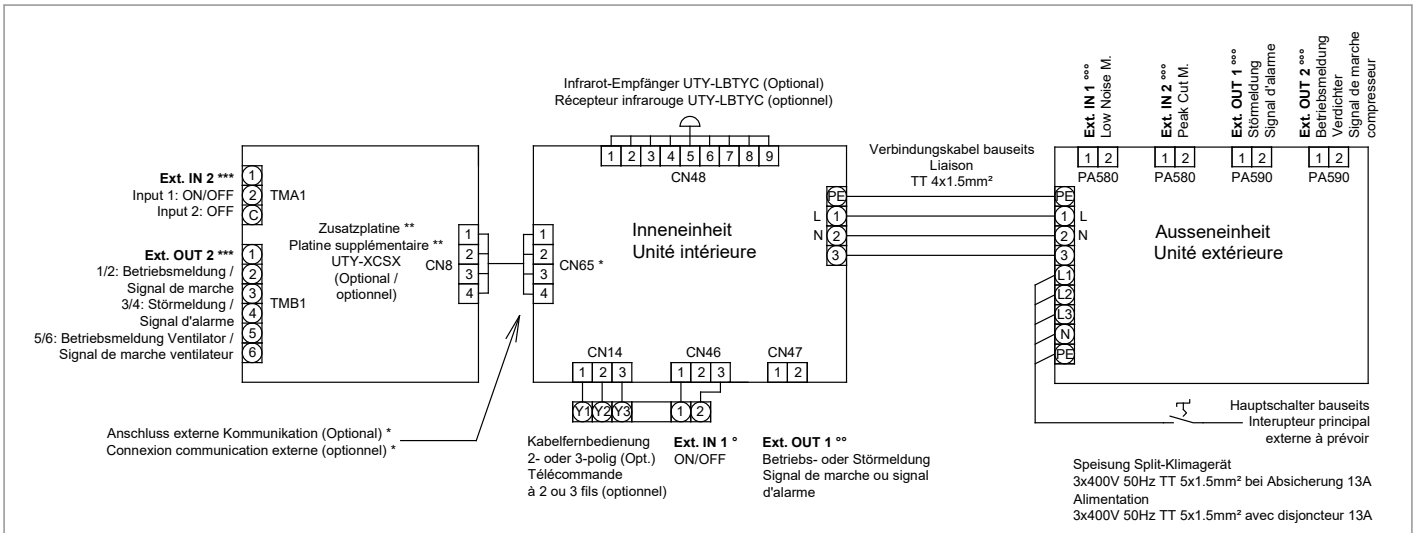 Infrarot-Empfänger UTY-LBTYC (Optional)
Récepteur infrarouge UTY-LBTYC (optionnel)
Ext. IN 1 °°°
Low Noise M.
Ext. IN 2 °°°
Peak Cut M.
Ext. OUT 1 °°°
Störmeldung
Signal d'alarme
Ext. OUT 2 °°°
Betriebsmeldung
Verdichter
Signal de marche
compresseur
1 2
PA580
1 2
PA580
1 2
PA590
1 2
PA590
Ext. IN 2 ***
Input 1: ON/OFF
Input 2: OFF
1
2
C
TMA1
Ext. OUT 2 ***
1/2: Betriebsmeldung /
Signal de marche
3/4: Störmeldung /
Signal d'alarme
5/6: Betriebsmeldung Ventilator /
Signal de marche ventilateur
1
2
3
4
5
6
TMB1
Zusatzplatine **
Platine supplémentaire **
UTY-XCSX
(Optional /
optionnel)
CN8
1
2
3
4
1
2
3
4
CN65 *
1 2 3 4 5 6 7 8 9
CN48
Inneneinheit
Unité intérieure
PE
L 1
N 2
3
Verbindungskabel bauseits
Liaison
TT 4x1.5mm²
PE
1 L
2 N
3
L1
L2
L3
N
PE
Ausseneinheit
Unité extérieure
CN14
1 2 3
CN46
1 2 3
CN47
1 2
Y1 Y2 Y3
1 2
Anschluss externe Kommunikation (Optional) *
Connexion communication externe (optionnel) *
Kabelfernbedienung
2- oder 3-polig (Opt.)
Télécommande
à 2 ou 3 fils (optionnel)
Ext. IN 1 °
ON/OFF
Ext. OUT 1 °°
Betriebs- oder Störmeldung
Signal de marche ou signal
d'alarme
Hauptschalter bauseits
Interupteur principal
externe à prévoir
Speisung Split-Klimagerät
3x400V 50Hz TT 5x1.5mm² bei Absicherung 13A
Alimentation
3x400V 50Hz TT 5x1.5mm² avec disjoncteur 13A